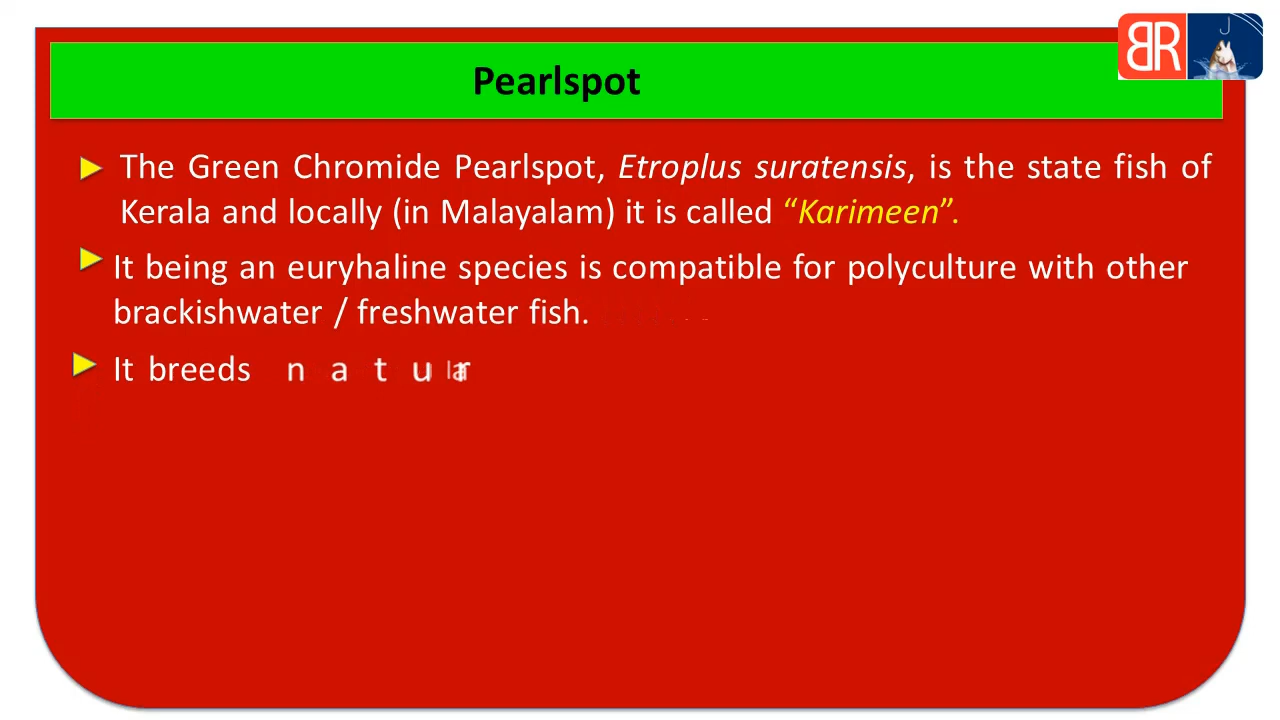 BR
Pearlspot
The Green Chromide Pearlspot, Etroplus suratensis, is the state fish of
Kerala and locally (in Malayalam) it is called “Karimeen”.
It being an euryhaline species is compatible for polyculture with other
brackishwater / freshwater fish.
It breeds n a t u